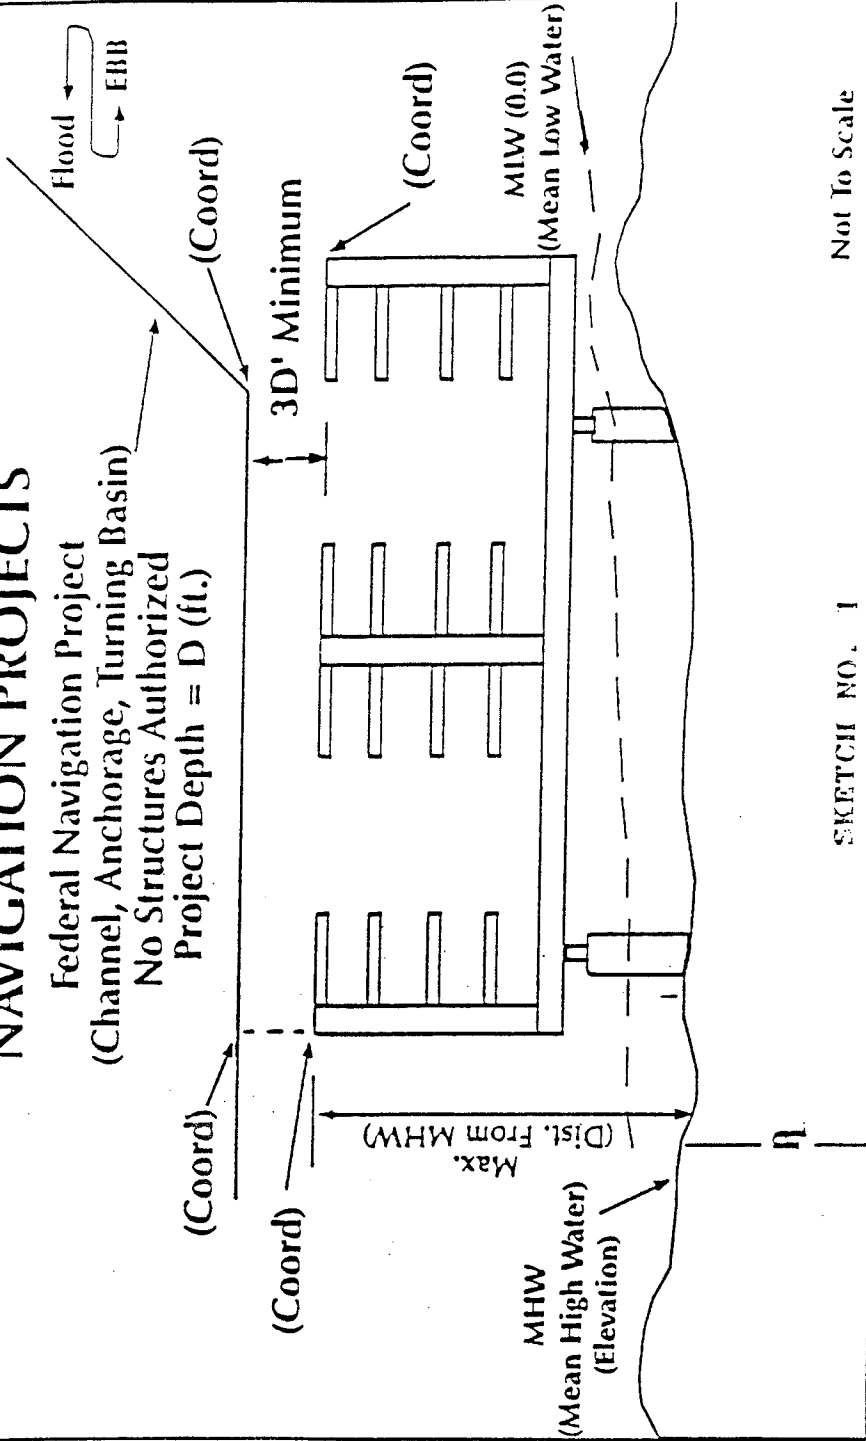 NAVIGATION PROJECTS
Federal Navigation Project
(Channel, Anchorage, Turning Basin)
No Structures Authorized
Project Depth = D (ft.)
Flood
EBB
(Coord)
(Coord)
3D' Minimum
(Coord)
(Coord)
Max.
(Dist. From MHW)
MLW (0.0)
(Mean Low Water)
MHW
(Mean High Water)
(Elevation)
SKETCH NO. 1
Not To Scale